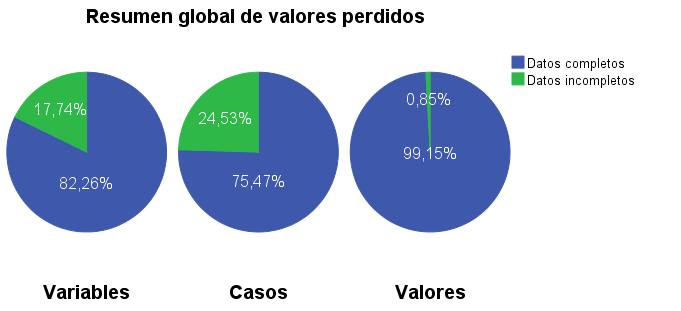 Resumen global de valores perdidos
Datos completos
Datos incompletos
17,74%
82,26%
24,53%
75,47%
0,85%
99,15%
Variables
Casos
Valores